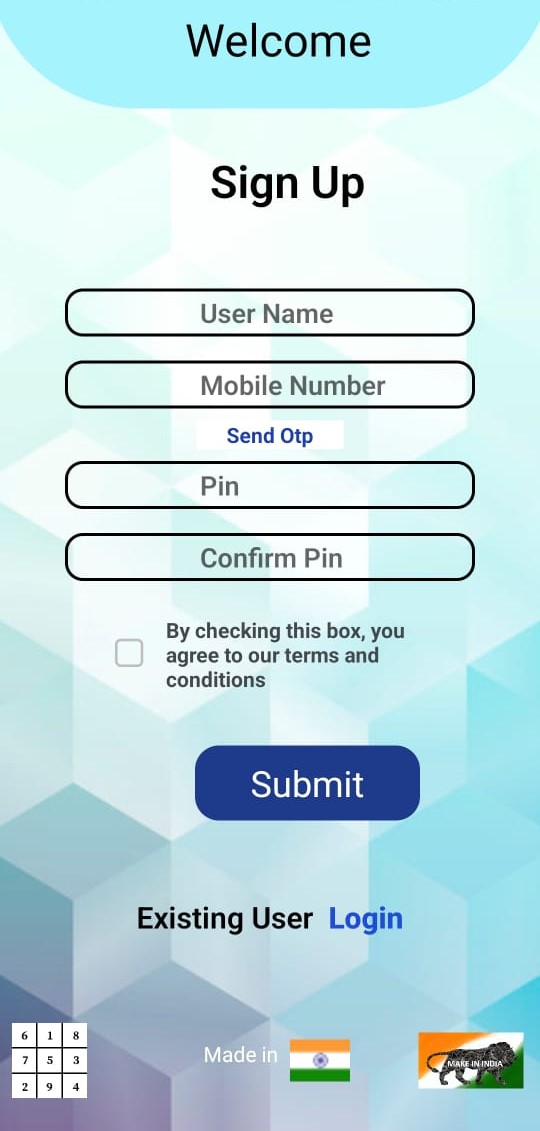 Welcome
Sign Up
User Name
Mobile Number
Send Otp
Pin
Confirm Pin
By checking this box, you
agree to our terms and
conditions
Submit
Existing User Login
6 1 8
7 5 3
2 9 4
Made in
MAKE IN INDIA